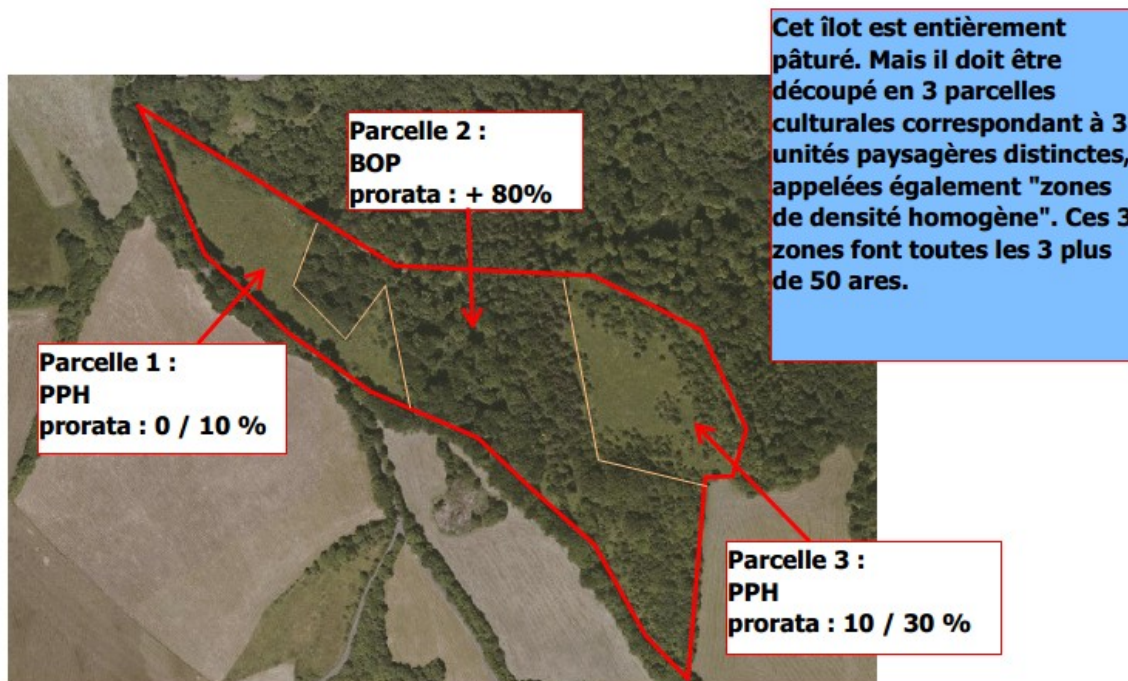 Cet îlot est entièrement
pâturé. Mais il doit être
découpé en 3 parcelles
culturales correspondant à 3
unités paysagères distinctes,
appelées également "zones
de densité homogène". Ces 3
zones font toutes les 3 plus
de 50 ares.
Parcelle 2 :
BOP
prorata : + 80%
Parcelle 1 :
PPH
prorata : 0 / 10 %
Parcelle 3 :
PPH
prorata : 10 / 30 %